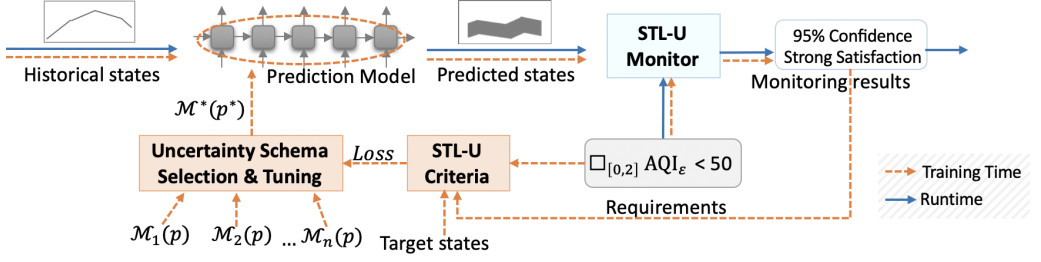 Historical states
Prediction Model
Predicted states
STL-U
Monitor
95% Confidence
Strong Satisfaction
Monitoring results
ℳ*(p*)
Uncertainty Schema
Selection & Tuning
Loss
STL-U
Criteria
□[0,2] AQIε < 50
Requirements
ℳ1(p)
ℳ2(p)
... ℳn(p)
Target states
Training Time
Runtime